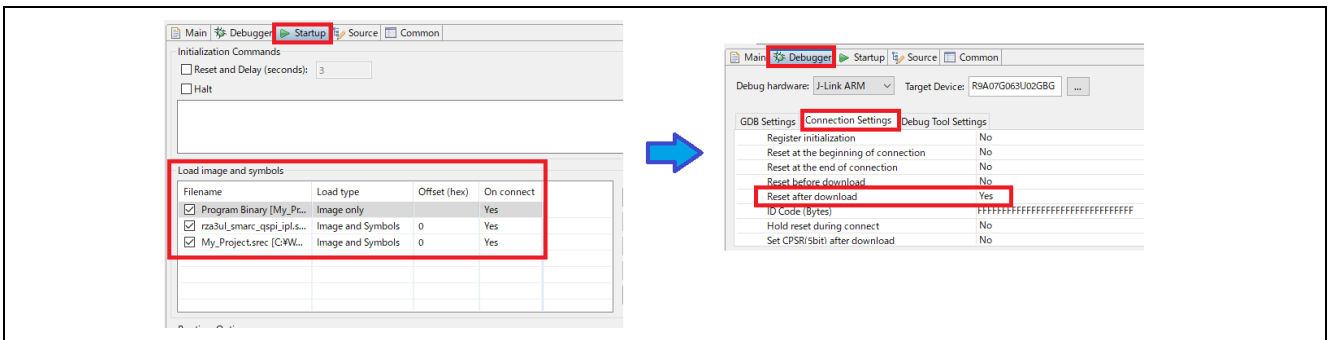 Main Debugger Startup Source Common
Initialization Commands
Reset and Delay (seconds): 3
Halt
Load image and symbols
Filename Load type Offset (hex) On connect
Program Binary [My_Pr... Image only Yes
rza3ul_smarc_qspi_ipl.s... Image and Symbols 0 Yes
My_Project.srec [C:¥W... Image and Symbols 0 Yes
Main Debugger Startup Source Common
Debug hardware: J-Link ARM Target Device: R9A07G063U02GBG ...
GDB Settings Connection Settings Debug Tool Settings
Register initialization No
Reset at the beginning of connection No
Reset at the end of connection No
Reset before download No
Reset after download Yes
ID Code (Bytes) FFFFFFFFFFFFFFFFFFFFFFFFFFFFFFFF
Hold reset during connect No
Set CPSR(5bit) after download No